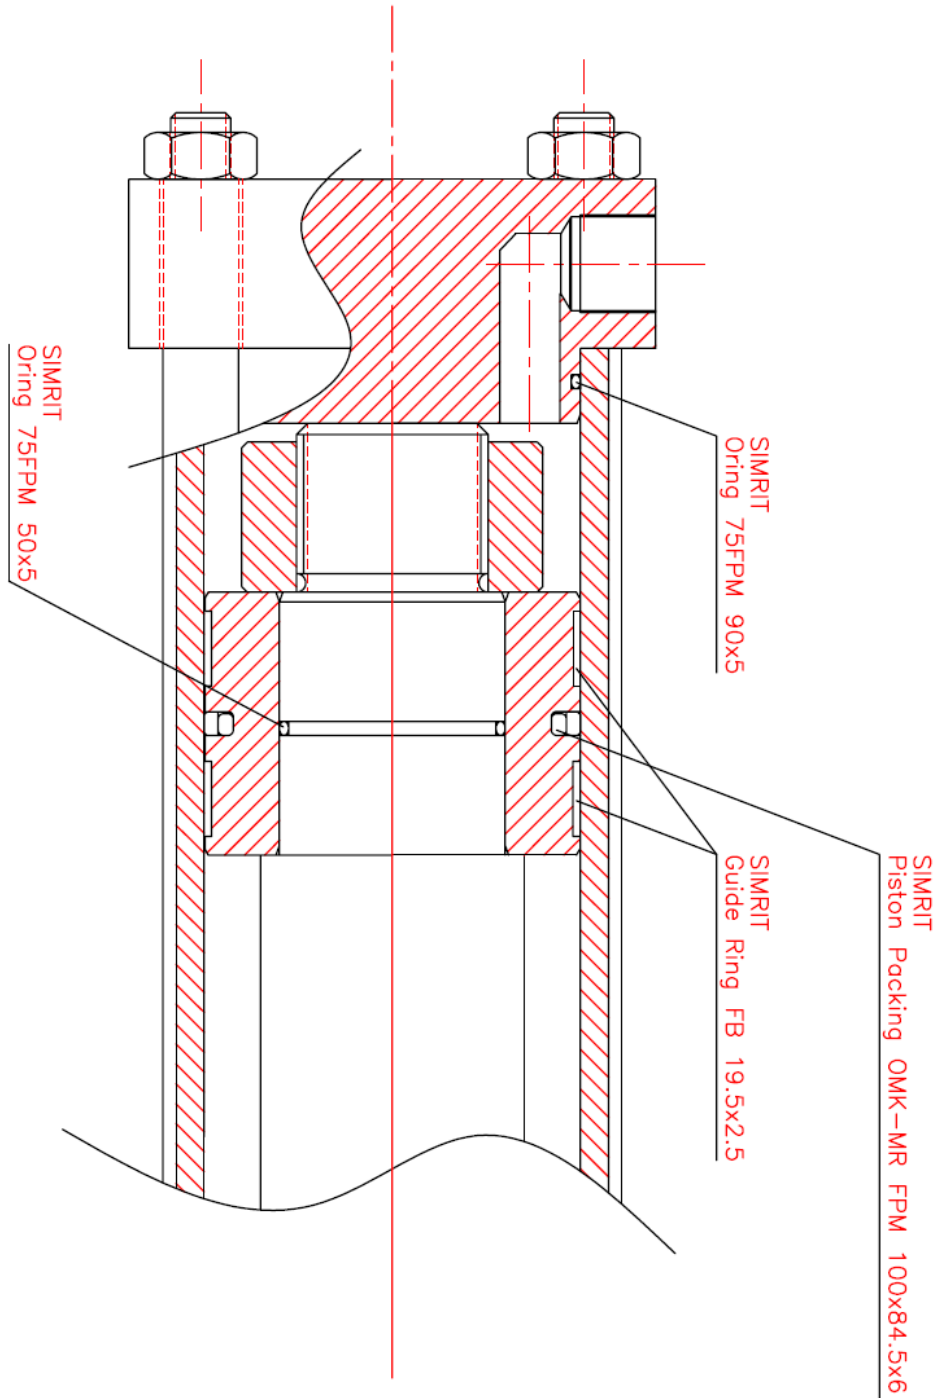 SIMRIT
Oring 75FPM 50x5
SIMRIT
Oring 75FPM 90x5
SIMRIT
Guide Ring FB 19.5x2.5
SIMRIT
Piston Packing OMK-MR FPM 100x84.5x6